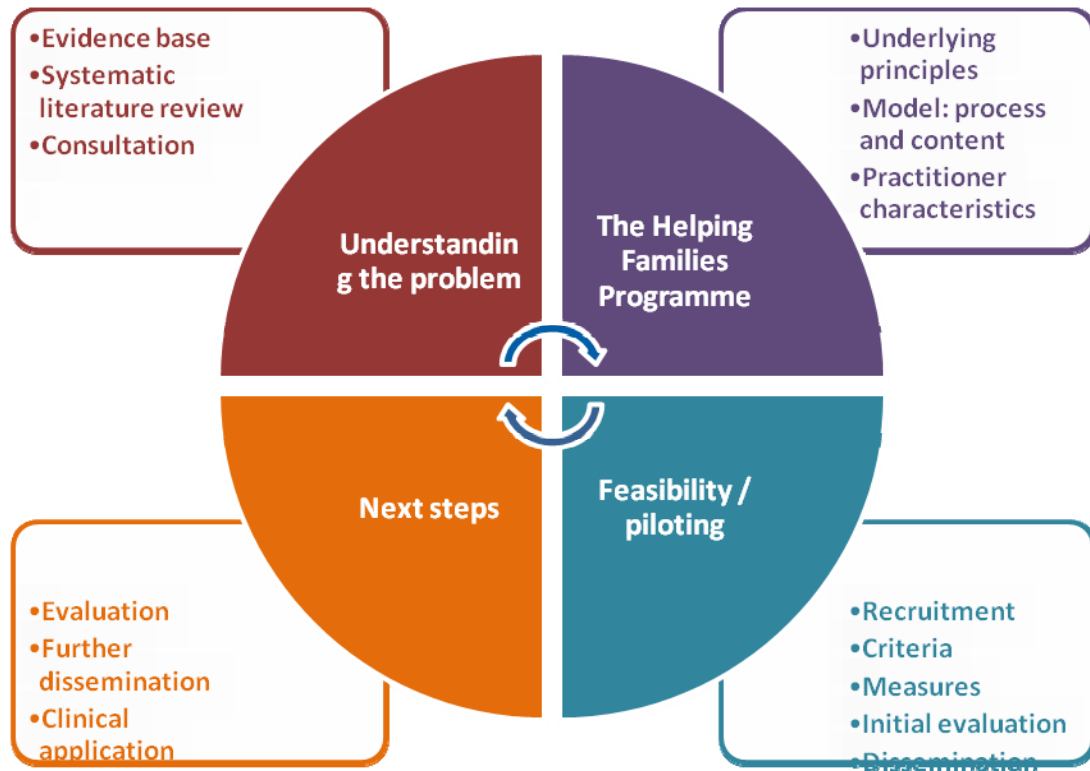 •Evidence base
•Systematic
literature review
•Consultation
•Underlying
principles
•Model: process
and content
•Practitioner
characteristics
Understandin
g the problem
The Helping
Families
Programme
Next steps
Feasibility /
piloting
•Evaluation
•Further
dissemination
•Clinical
application
•Recruitment
•Criteria
•Measures
•Initial evaluation
•Dissemination